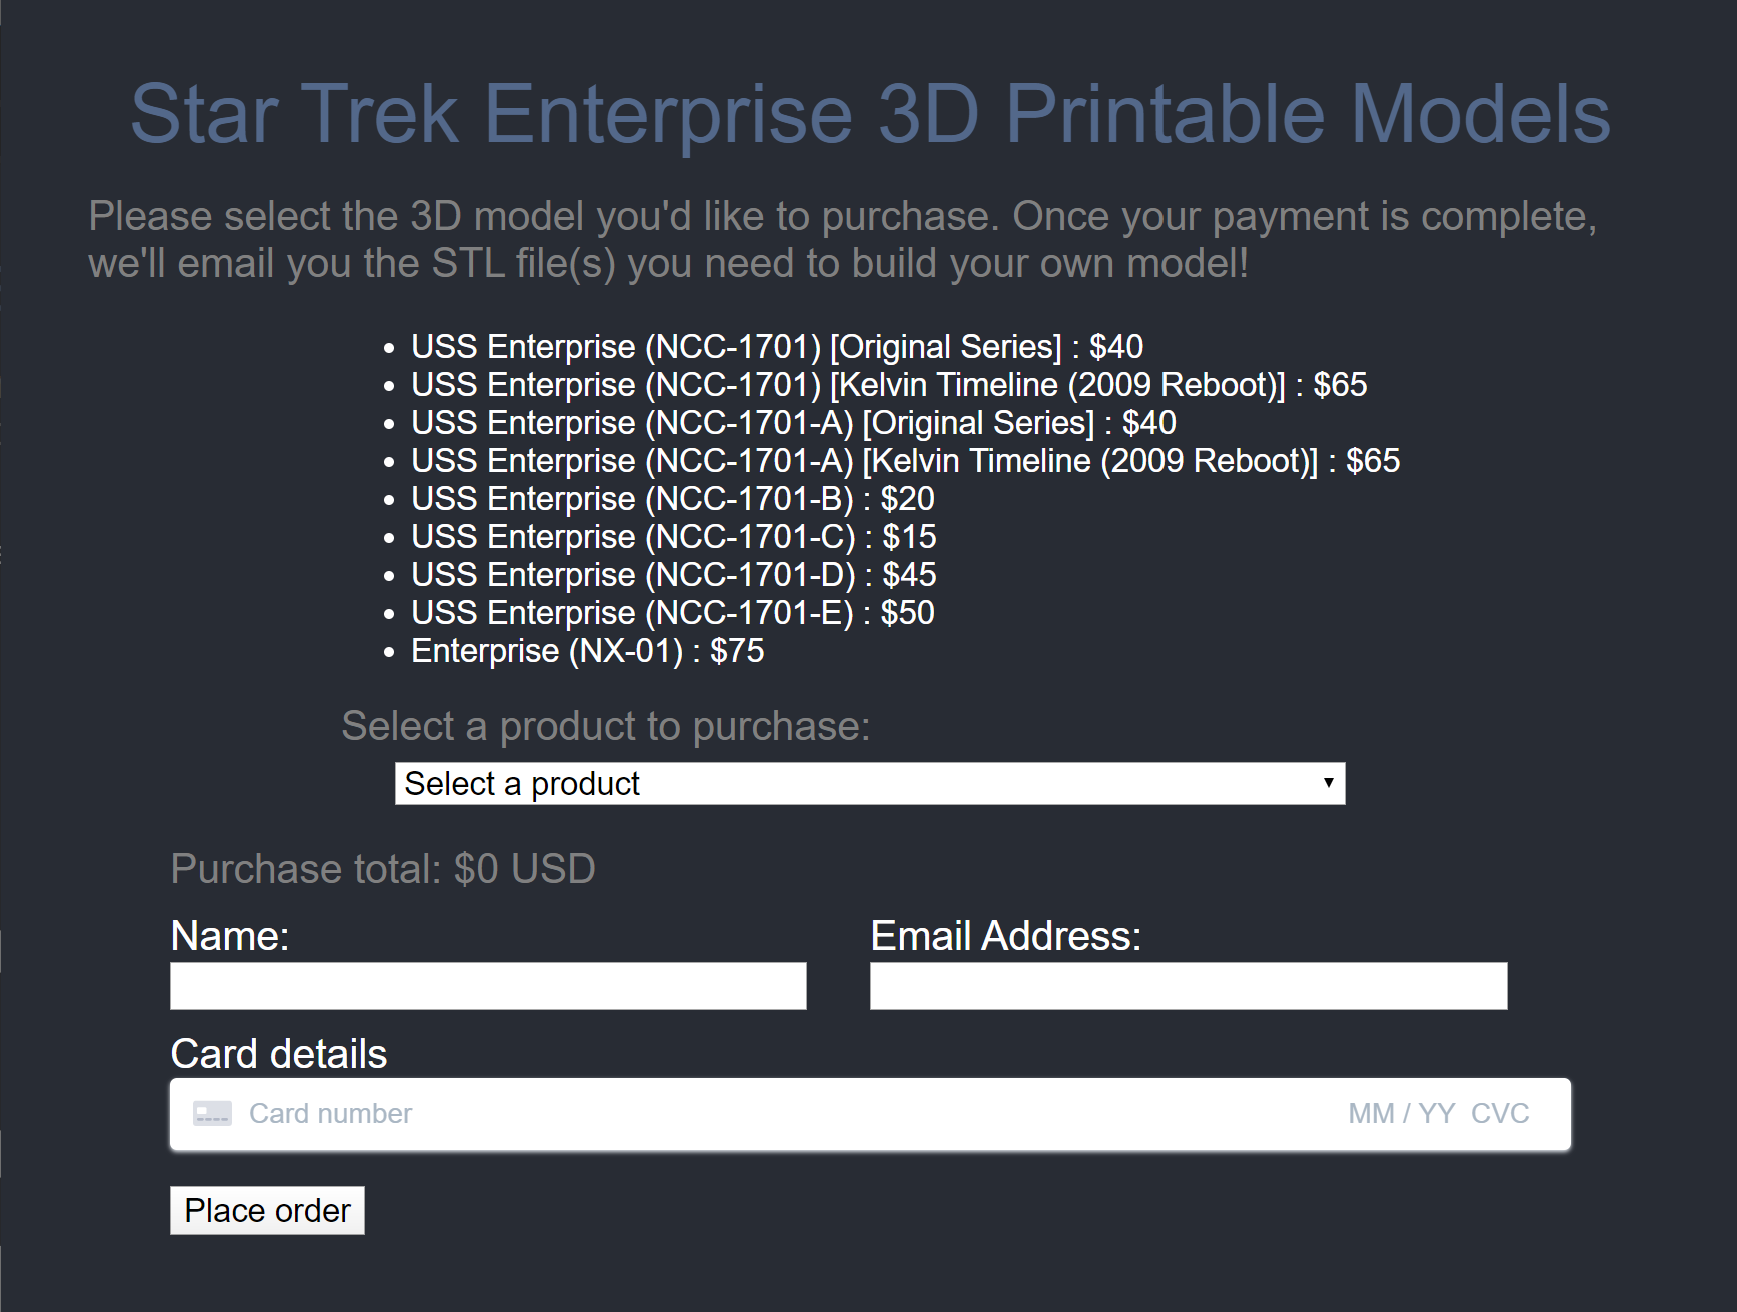 Star Trek Enterprise 3D Printable Models
Please select the 3D model you'd like to purchase. Once your payment is complete,
we'll email you the STL file(s) you need to build your own model!
• USS Enterprise (NCC-1701) [Original Series] : $40
• USS Enterprise (NCC-1701) [Kelvin Timeline (2009 Reboot)] : $65
• USS Enterprise (NCC-1701-A) [Original Series] : $40
• USS Enterprise (NCC-1701-A) [Kelvin Timeline (2009 Reboot)] : $65
• USS Enterprise (NCC-1701-B) : $20
• USS Enterprise (NCC-1701-C) : $15
• USS Enterprise (NCC-1701-D) : $45
• USS Enterprise (NCC-1701-E) : $50
• Enterprise (NX-01) : $75
Select a product to purchase:
Select a product
Purchase total: $0 USD
Name: Email Address:
Card details
Card number MM / YY CVC
Place order